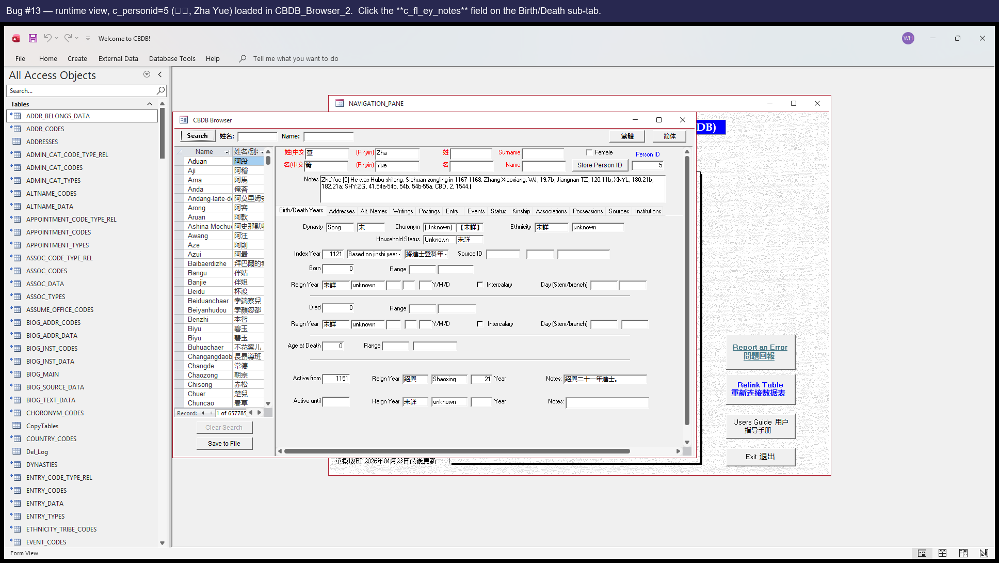 Bug #13 — runtime view, c_personid=5 (□□, Zha Yue) loaded in CBDB_Browser_2.  Click the **c_fl_ey_notes** field on the Birth/Death sub-tab.
Welcome to CBDB!
WH
File Home Create External Data Database Tools Help Tell me what you want to do
All Access Objects
Search...
Tables
ADDR_BELONGS_DATA
ADDR_CODES
ADDRESSES
ADMIN_CAT_CODE_TYPE_REL
ADMIN_CAT_CODES
ADMIN_CAT_TYPES
ALTNAME_CODES
ALTNAME_DATA
APPOINTMENT_CODE_TYPE_REL
APPOINTMENT_CODES
APPOINTMENT_TYPES
ASSOC_CODE_TYPE_REL
ASSOC_CODES
ASSOC_DATA
ASSOC_TYPES
ASSUME_OFFICE_CODES
BIOG_ADDR_CODES
BIOG_ADDR_DATA
BIOG_INST_CODES
BIOG_INST_DATA
BIOG_MAIN
BIOG_SOURCE_DATA
BIOG_TEXT_DATA
CHORONYM_CODES
CopyTables
COUNTRY_CODES
Del_Log
DYNASTIES
ENTRY_CODE_TYPE_REL
ENTRY_CODES
ENTRY_DATA
ENTRY_TYPES
ETHNICITY_TRIBE_CODES
EVENT_CODES
Form View
NAVIGATION_PANE
DB)
CBDB Browser
Search 姓名: Name: 繁體 简体
Name 姓名/別名
Aduan 阿段
Aji 阿稽
Ama 阿馬
Anda 俺荅
Andang-laite-d 阿莫里姆安
Arong 阿容
Aruan 阿軟
Ashina Mochu 阿史那默
Awang 阿汪
Aze 阿則
Azui 阿最
Baibaerdizhe 拜巴爾的者
Bangu 伴姑
Banjie 伴姐
Beidu 杯渡
Beiduanchaer 孛端察兒
Beiyanhudou 孛顏忽都
Benzhi 本智
Biyu 碧玉
Biyu 碧玉
Buhuachaer 不花察儿
Changangdaob 長昻導班
Changde 常德
Chaozong 朝宗
Chisong 赤松
Chuer 楚兒
Chuncao 春草
Record: 1 of 657785
Clear Search
Save to File
姓(中文 查 (Pinyin) Zha 姓 Surname Female Person ID
名(中文 籥 (Pinyin) Yue 名 Name Store Person ID 5
Notes ZhaYue [5] He was Hubu shilang, Sichuan zongling in 1167-1168. Zhang Xiaoxiang, WJ, 19.7b; Jiangnan TZ, 120.11b; XNYL, 180.21b,
182.21a; SHY:ZG, 41.54a-54b, 54b, 54b-55a. CBD, 2, 1544.
Birth/Death Years Addresses Alt. Names Writings Postings Entry Events Status Kinship Associations Possessions Sources Institutions
Dynasty Song 宋 Choronym [Unknown] 【未詳】 Ethnicity 未詳 unknown
Household Status Unknown 未詳
Index Year 1121 Based on jinshi year - 據進士登科年 - Source ID
Born 0 Range
Reign Year 未詳 unknown Y/M/D Intercalary Day (Stem/branch)
Died 0 Range
Reign Year 未詳 unknown Y/M/D Intercalary Day (Stem/branch)
Age at Death 0 Range
Active from 1151 Reign Year 紹興 Shaoxing 21 Year Notes: 紹興二十一年進士。
Active until Reign Year 未詳 unknown Year Notes:
Report an Error
問題回報
Relink Table
重新连接数据表
Users Guide 用户
指导手册
Exit 退出
單機版BI 2026年04月23日最後更新